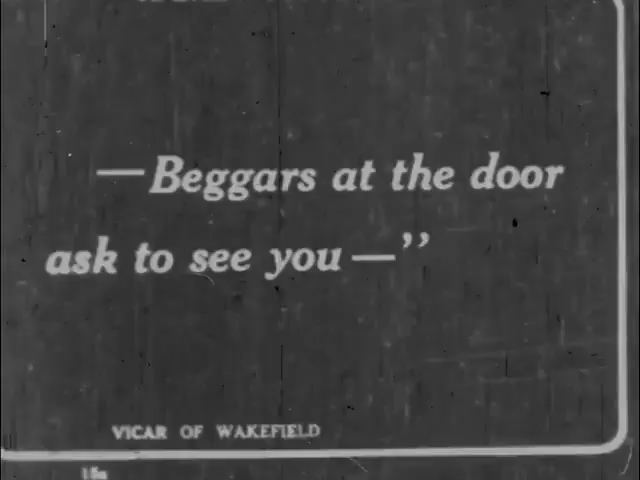 —Beggars at the door
ask to see you—”
VICAR OF WAKEFIELD